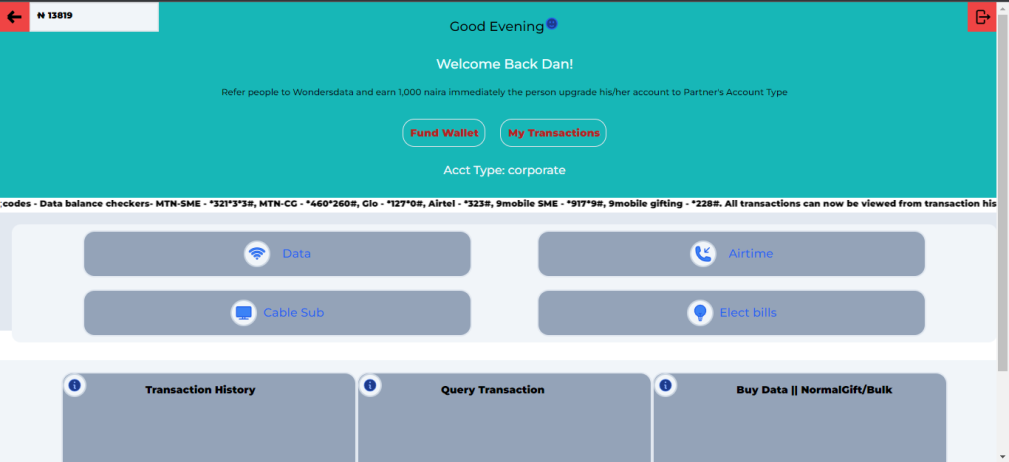 ₦ 13819
Good Evening
Welcome Back Dan!
Refer people to Wondersdata and earn 1,000 naira immediately the person upgrade his/her account to Partner's Account Type
Fund Wallet
My Transactions
Acct Type: corporate
codes - Data balance checkers- MTN-SME - *321*3*3#, MTN-CG - *460*260#, Glo - *127*0#, Airtel - *323#, 9mobile SME - *917*9#, 9mobile gifting - *228#. All transactions can now be viewed from transaction his
Data
Airtime
Cable Sub
Elect bills
Transaction History
Query Transaction
Buy Data || NormalGift/Bulk